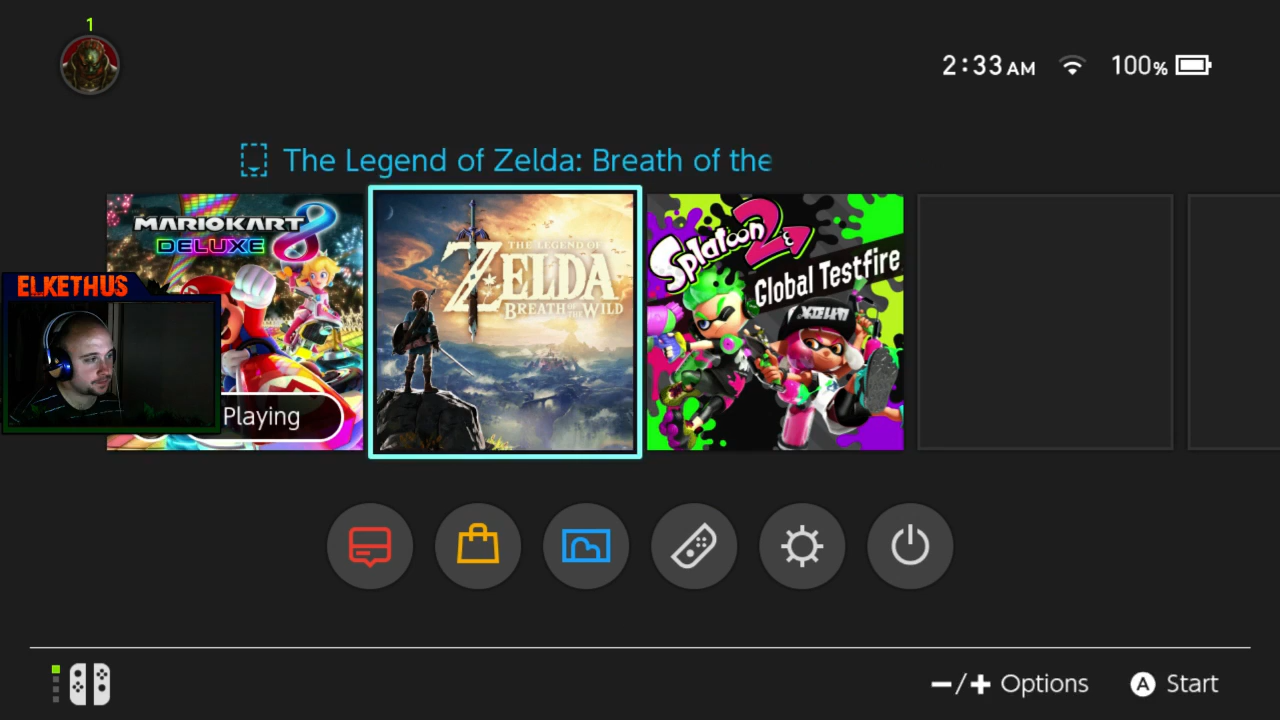 1
2:33 AM
100%
The Legend of Zelda: Breath of the
MARIOKART 8
DELUXE
THE LEGEND OF
ZELDA
BREATH OF THE WILD
Splatoon 2
Global Testfire
ELKETHUS
Playing
−/+ Options
A Start